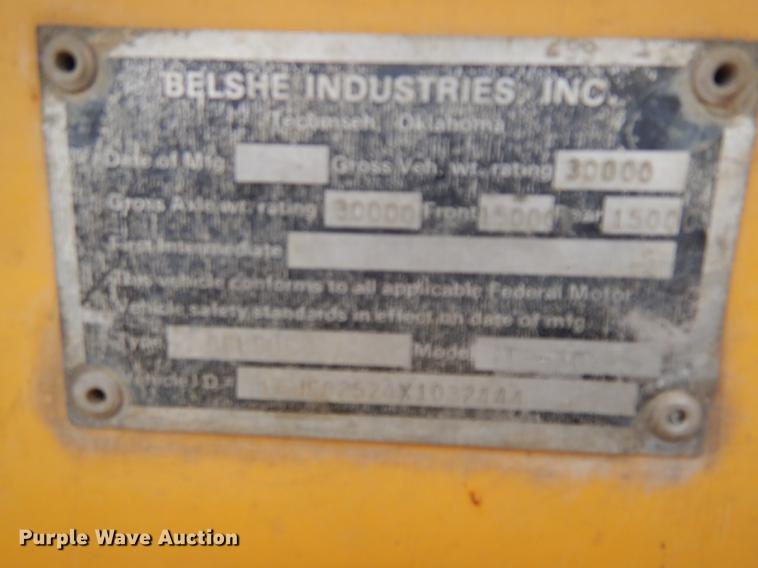 BELSHE INDUSTRIES, INC.
Tecumseh, Oklahoma
Date of Mfg. Gross Veh. wt. rating 30000
Gross Axle wt. rating 30000 Front 15000 Rear 1500
First Intermediate
This vehicle conforms to all applicable Federal Motor
Vehicle safety standards in effect on date of mfg.
Type Model
Vehicle I.D.
Purple Wave Auction